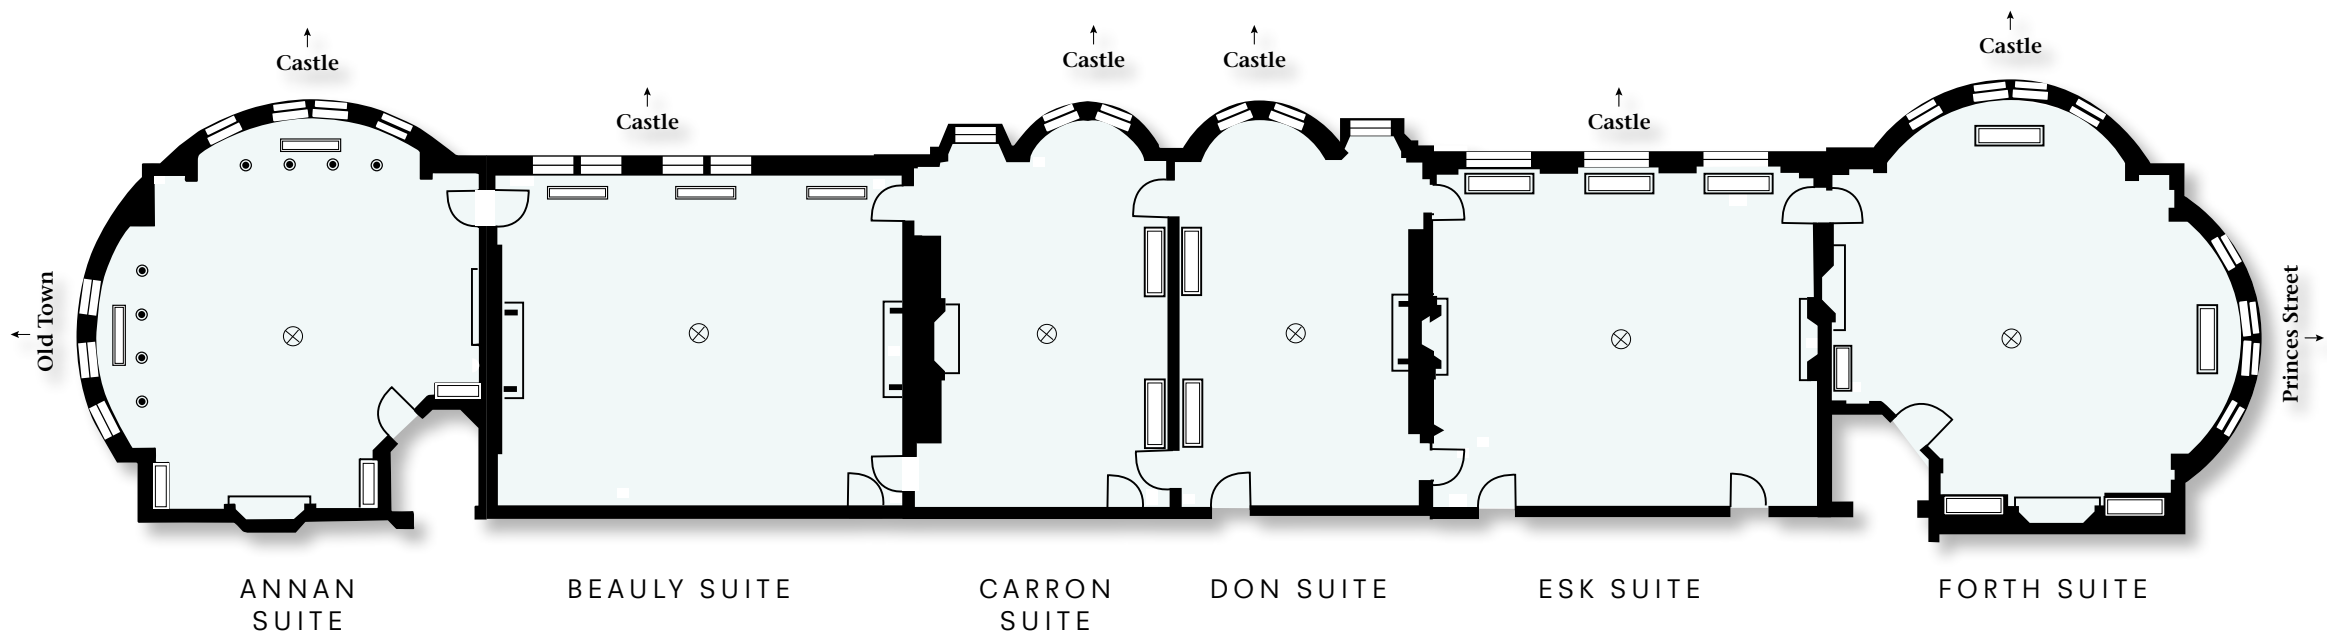 Castle
Castle
Castle
Castle
Castle
Castle
Old Town
Princes Street
ANNAN
SUITE
BEAULY SUITE
CARRON
SUITE
DON SUITE
ESK SUITE
FORTH SUITE